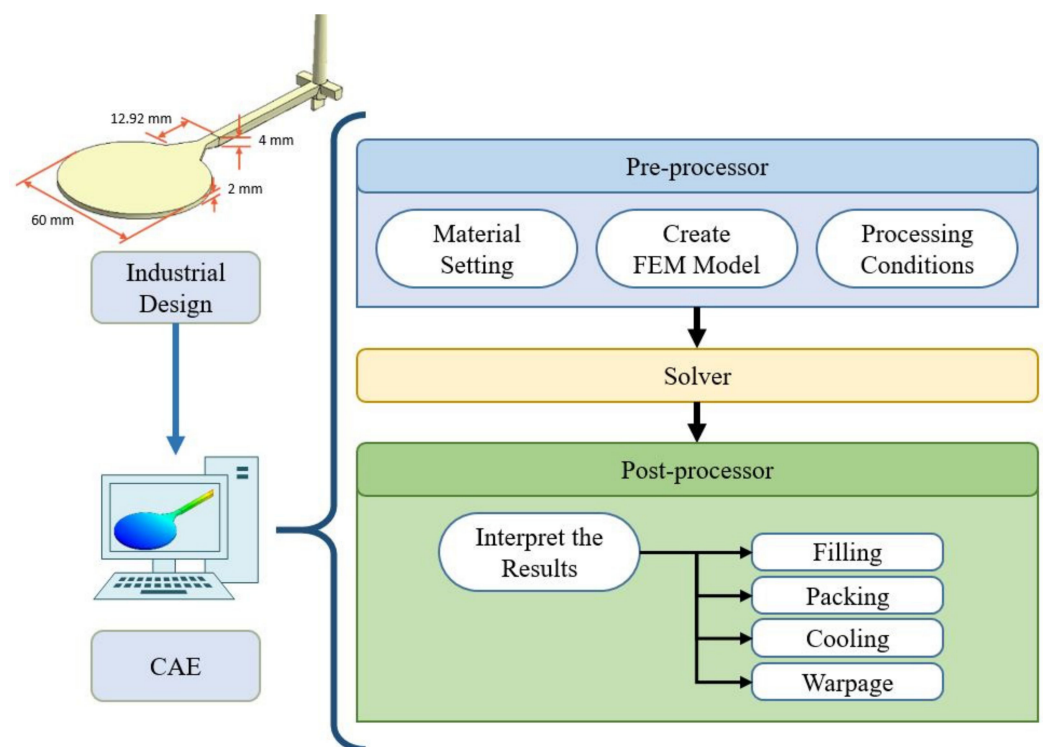 12.92 mm
4 mm
2 mm
60 mm
Industrial
Design
CAE
Pre-processor
Material
Setting
Create
FEM Model
Processing
Conditions
Solver
Post-processor
Interpret the
Results
Filling
Packing
Cooling
Warpage